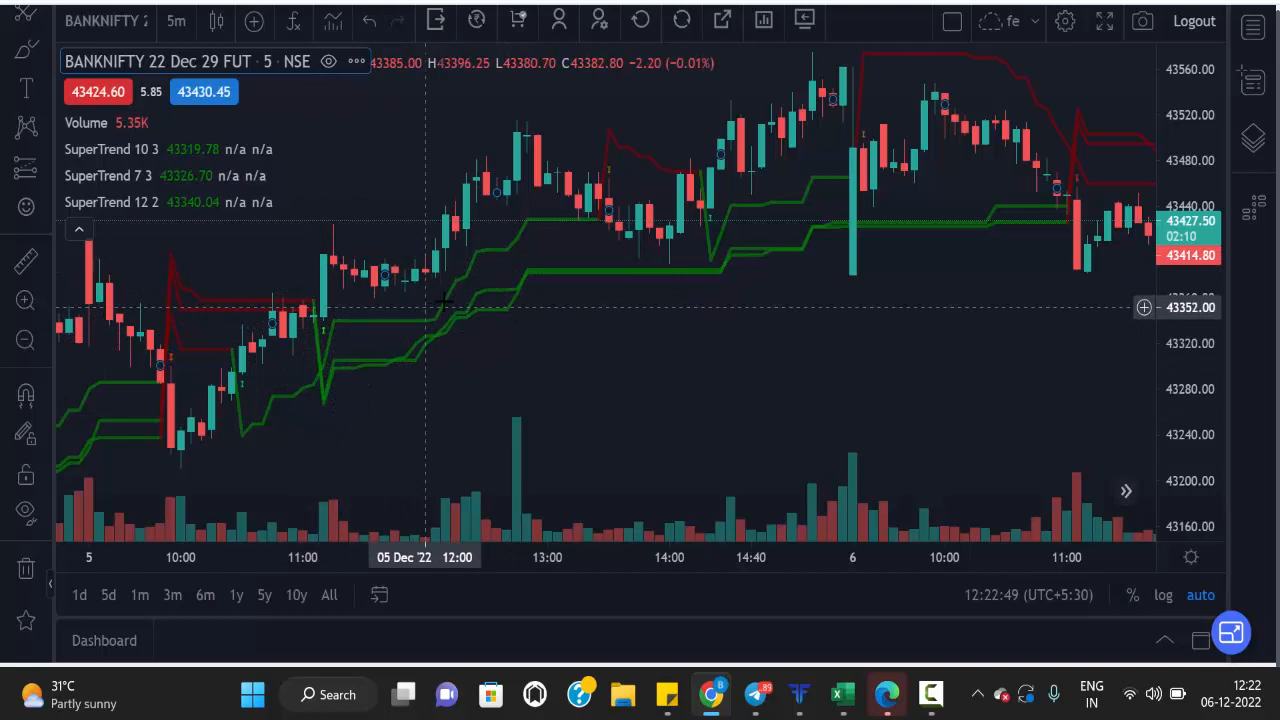 BANKNIFTY 2
5m
fe
Logout
BANKNIFTY 22 Dec 29 FUT · 5 · NSE
43385.00 H43396.25 L43380.70 C43382.80 −2.20 (−0.01%)
43424.60
5.85
43430.45
Volume 5.35K
SuperTrend 10 3 43319.78 n/a n/a
SuperTrend 7 3 43326.70 n/a n/a
SuperTrend 12 2 43340.04 n/a n/a
43560.00
43520.00
43480.00
43440.00
43427.50
02:10
43414.80
43352.00
43320.00
43280.00
43240.00
43200.00
43160.00
5
10:00
11:00
05 Dec '22 12:00
13:00
14:00
14:40
6
10:00
11:00
1d 5d 1m 3m 6m 1y 5y 10y All
12:22:49 (UTC+5:30)
% log auto
Dashboard
31°C
Partly sunny
Search
89
B
ENG
IN
12:22
06-12-2022